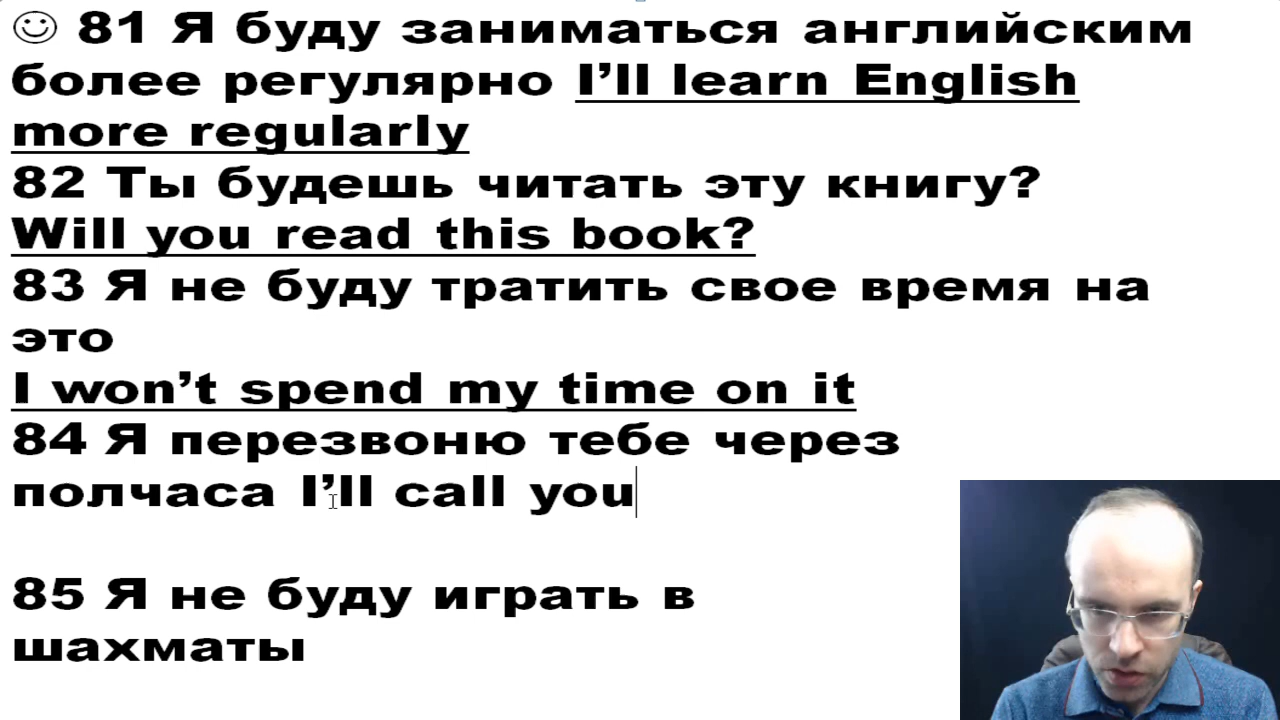 ☺ 81 Я буду заниматься английским
более регулярно I’ll learn English
more regularly
82 Ты будешь читать эту книгу?
Will you read this book?
83 Я не буду тратить свое время на
это
I won’t spend my time on it
84 Я перезвоню тебе через
полчаса I’ll call you
85 Я не буду играть в
шахматы